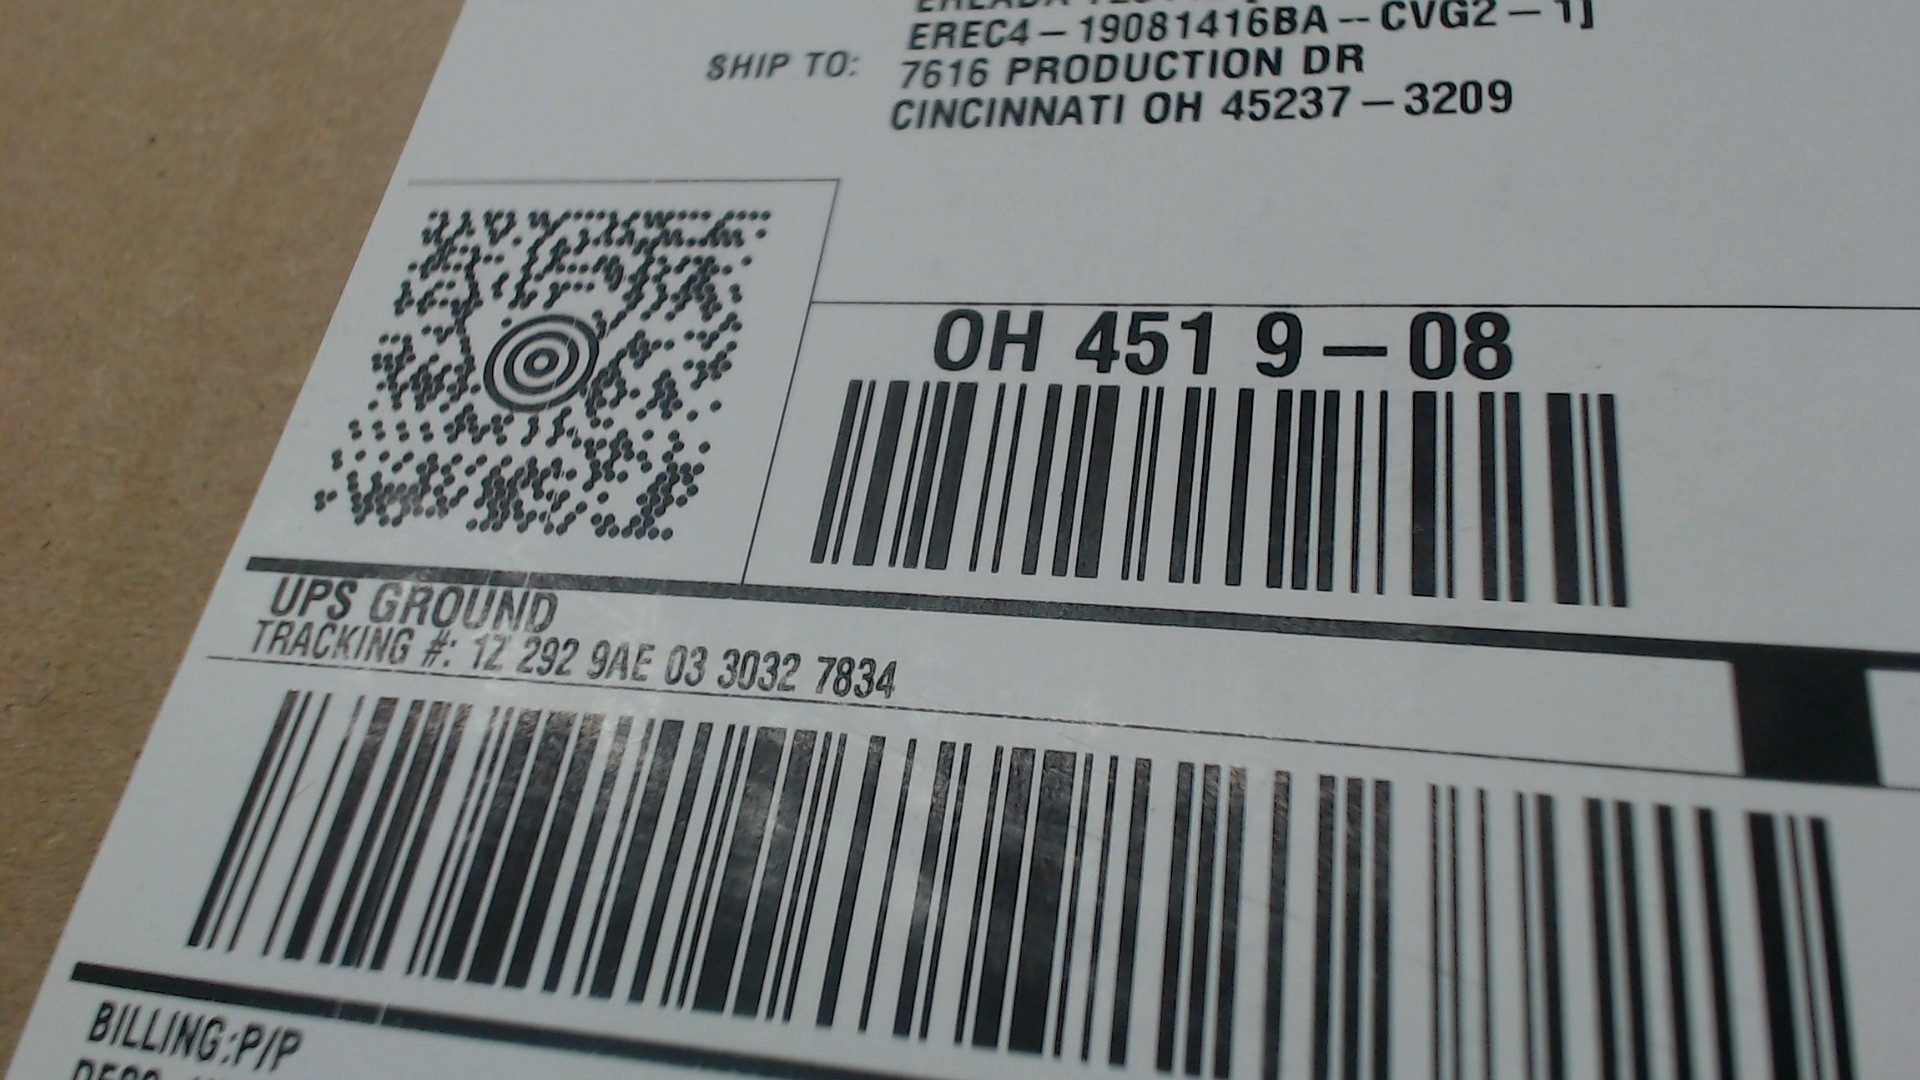 EREC4-19081416BA--CVG2-1]
SHIP TO: 7616 PRODUCTION DR
CINCINNATI OH 45237-3209
OH 451 9-08
UPS GROUND
TRACKING #: 1Z 292 9AE 03 3032 7834
BILLING:P/P